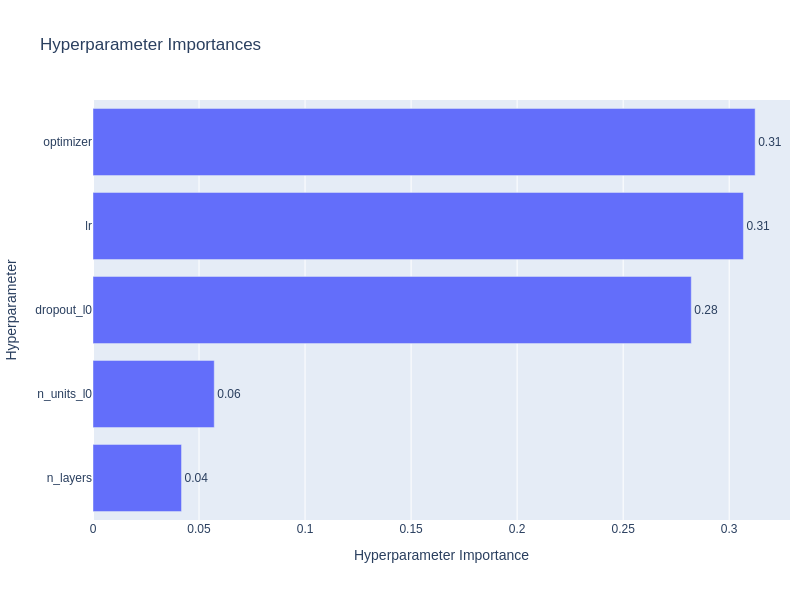 Hyperparameter Importances
Hyperparameter
optimizer
0.31
lr
0.31
dropout_l0
0.28
n_units_l0
0.06
n_layers
0.04
0
0.05
0.1
0.15
0.2
0.25
0.3
Hyperparameter Importance